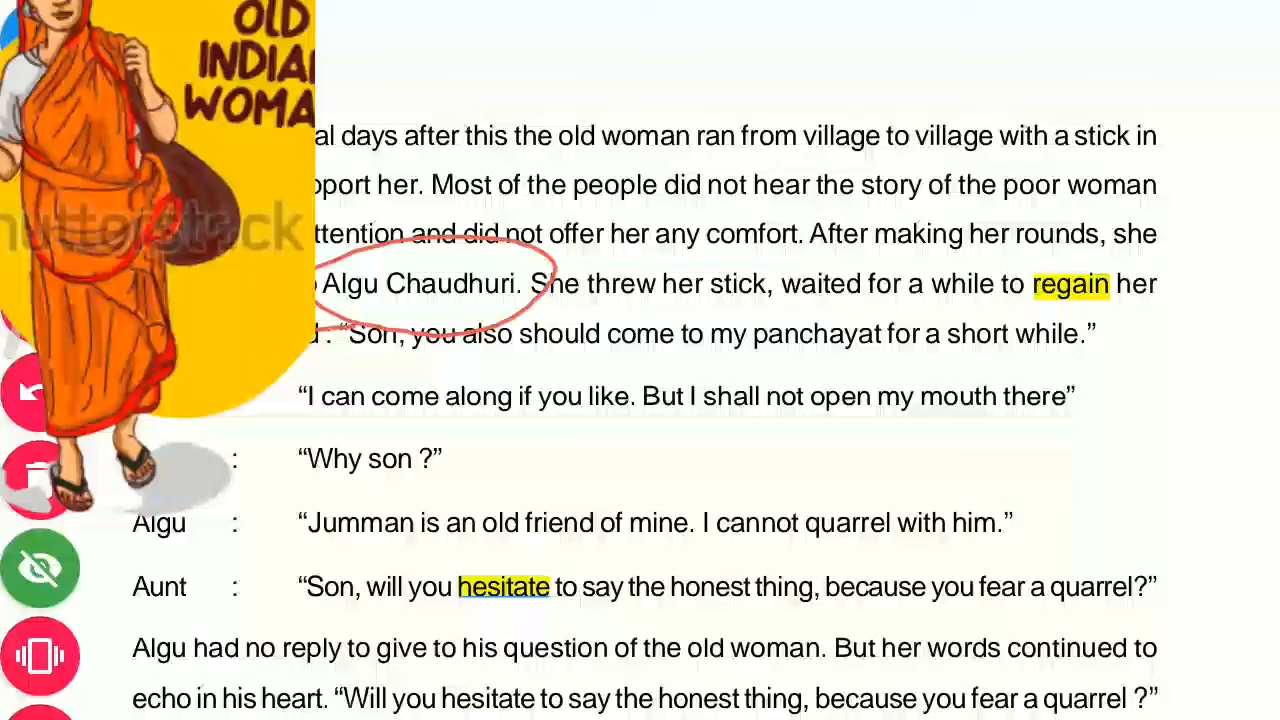 OLD
INDIA
WOMA
al days after this the old woman ran from village to village with a stick in
pport her. Most of the people did not hear the story of the poor woman
ttention and did not offer her any comfort. After making her rounds, she
Algu Chaudhuri. She threw her stick, waited for a while to regain her
d : “Son, you also should come to my panchayat for a short while.”
“I can come along if you like. But I shall not open my mouth there”
: “Why son ?”
Algu : “Jumman is an old friend of mine. I cannot quarrel with him.”
Aunt : “Son, will you hesitate to say the honest thing, because you fear a quarrel?”
Algu had no reply to give to his question of the old woman. But her words continued to
echo in his heart. “Will you hesitate to say the honest thing, because you fear a quarrel ?”